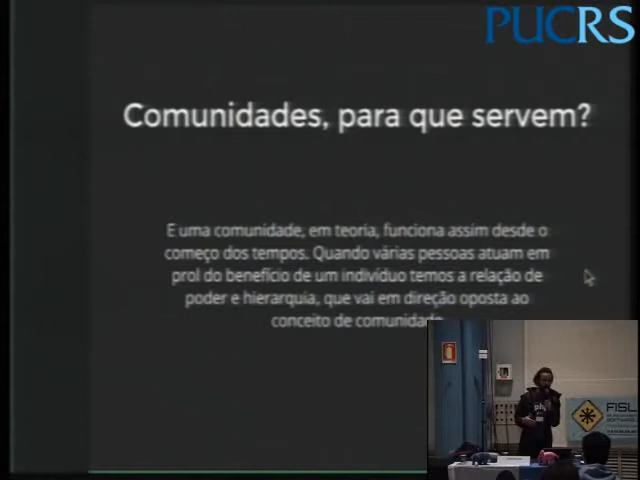 PUCRS
Comunidades, para que servem?
E uma comunidade, em teoria, funciona assim desde o
começo dos tempos. Quando várias pessoas atuam em
prol do benefício de um indivíduo temos a relação de
poder e hierarquia, que vai em direção oposta ao
conceito de comunidade
FISL